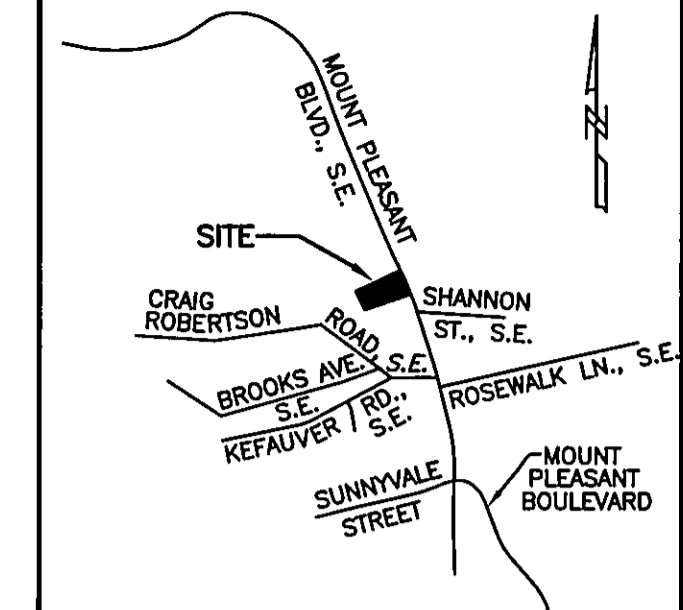 MOUNT PLEASANT
BLVD., S.E.
N
SITE
CRAIG
ROBERTSON
ROAD, S.E.
SHANNON
ST., S.E.
BROOKS AVE.
S.E.
ROSEWALK LN., S.E.
KEFAUVER RD.,
S.E.
SUNNYVALE
STREET
MOUNT
PLEASANT
BOULEVARD